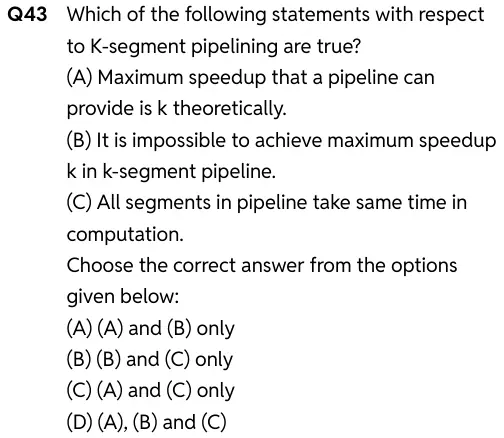 Q43 Which of the following statements with respect
to K-segment pipelining are true?
(A) Maximum speedup that a pipeline can
provide is k theoretically.
(B) It is impossible to achieve maximum speedup
k in k-segment pipeline.
(C) All segments in pipeline take same time in
computation.
Choose the correct answer from the options
given below:
(A) (A) and (B) only
(B) (B) and (C) only
(C) (A) and (C) only
(D) (A), (B) and (C)